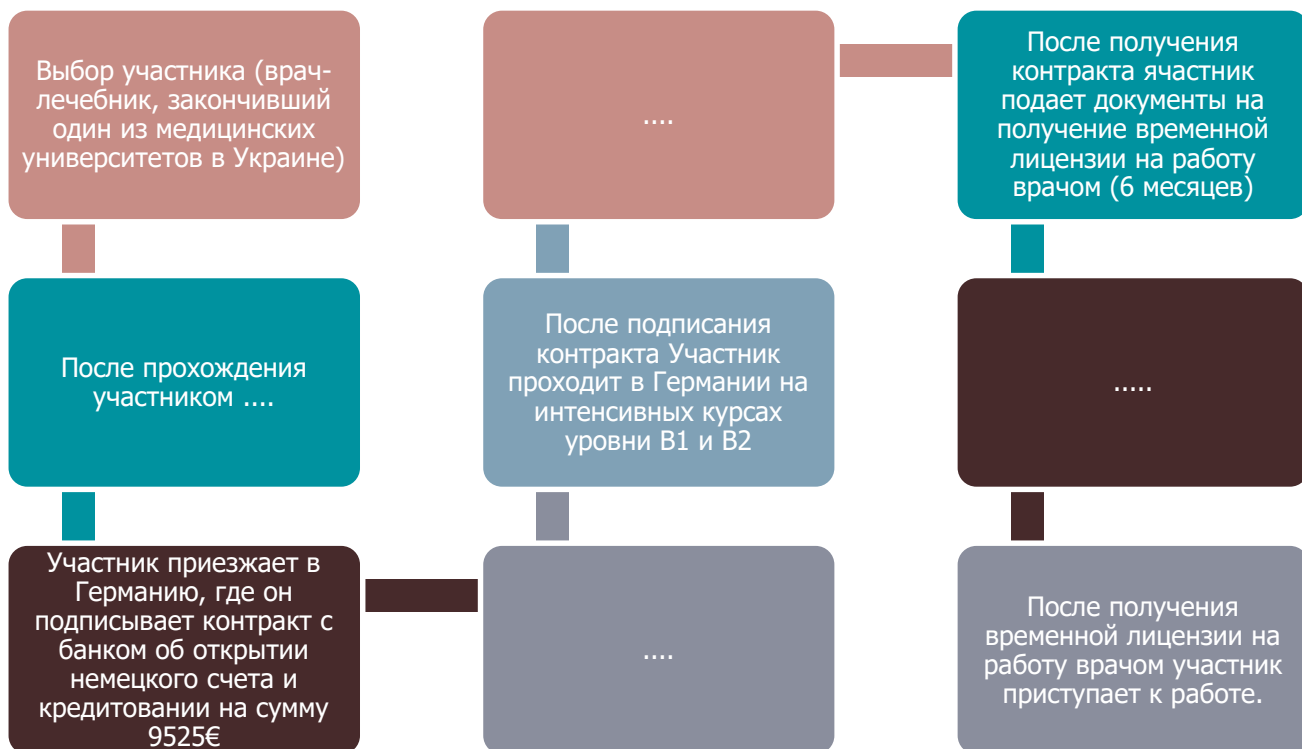 Выбор участника (врач-
лечебник, закончивший
один из медицинских
университетов в Украине)
После прохождения
участником ....
Участник приезжает в
Германию, где он
подписывает контракт с
банком об открытии
немецкого счета и
кредитовании на сумму
9525€
....
После подписания
контракта Участник
проходит в Германии на
интенсивных курсах
уровни В1 и В2
....
После получения
контракта ячастник
подает документы на
получение временной
лицензии на работу
врачом (6 месяцев)
.....
После получения
временной лицензии на
работу врачом участник
приступает к работе.